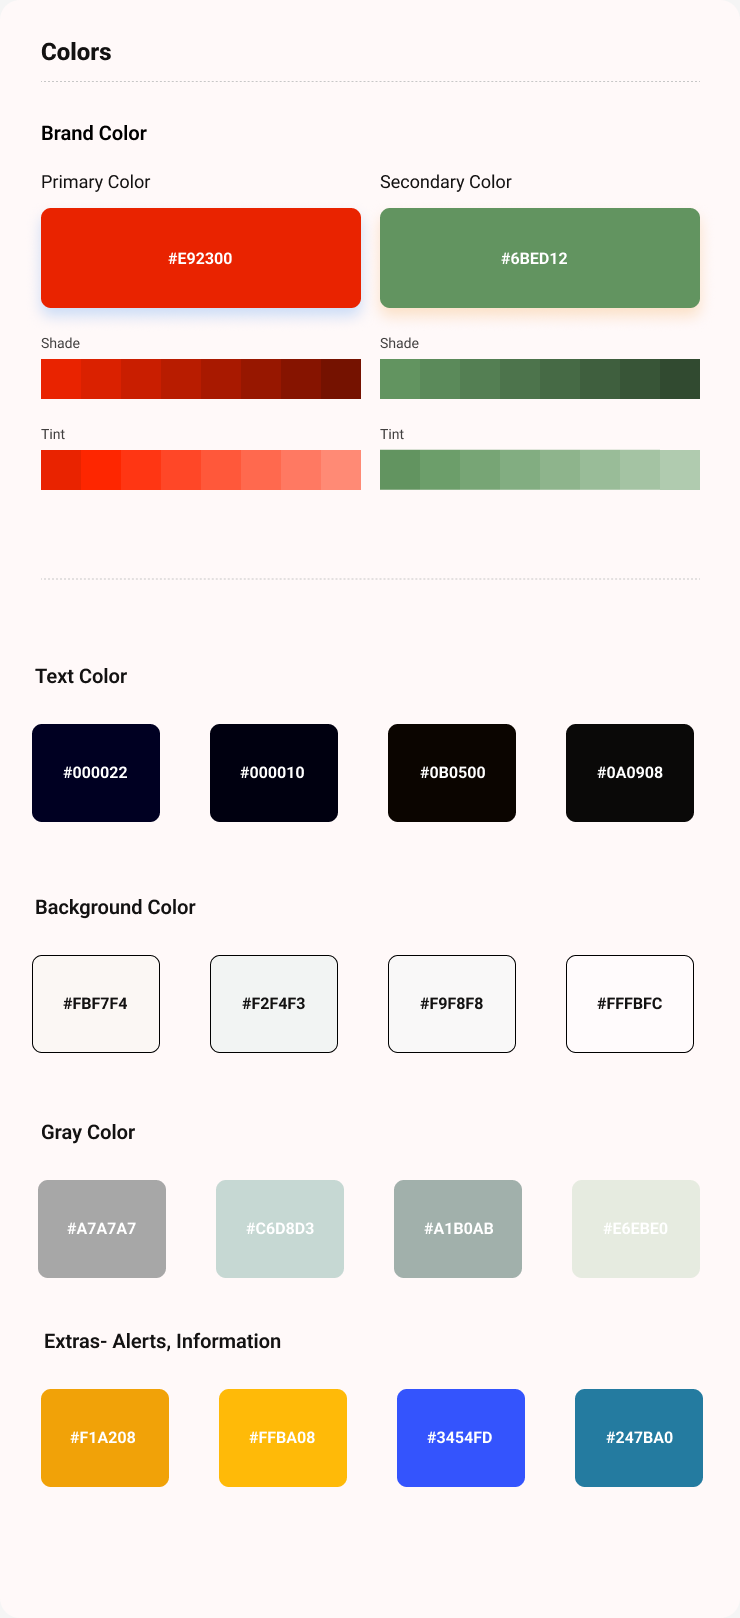 Colors
Brand Color
Primary Color
Secondary Color
#E92300
#6BED12
Shade
Shade
Tint
Tint
Text Color
#000022
#000010
#0B0500
#0A0908
Background Color
#FBF7F4
#F2F4F3
#F9F8F8
#FFFBFC
Gray Color
#A7A7A7
#C6D8D3
#A1B0AB
#E6EBE0
Extras- Alerts, Information
#F1A208
#FFBA08
#3454FD
#247BA0